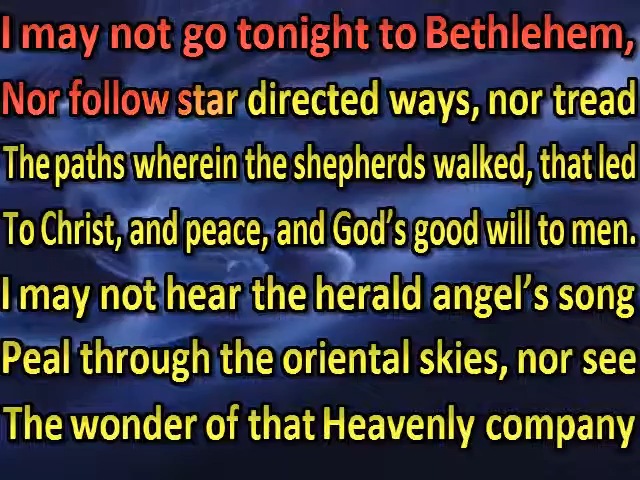 I may not go tonight to Bethlehem,
Nor follow star directed ways, nor tread
The paths wherein the shepherds walked, that led
To Christ, and peace, and God's good will to men.
I may not hear the herald angel's song
Peal through the oriental skies, nor see
The wonder of that Heavenly company